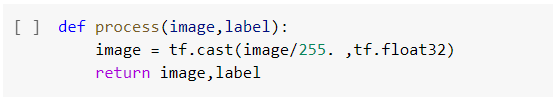 [ ] def process(image,label):
image = tf.cast(image/255. ,tf.float32)
return image,label